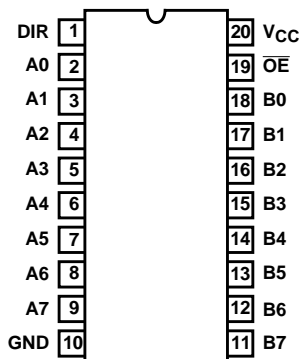 DIR 1 20 VCC
A0 2 19 OE
A1 3 18 B0
A2 4 17 B1
A3 5 16 B2
A4 6 15 B3
A5 7 14 B4
A6 8 13 B5
A7 9 12 B6
GND 10 11 B7